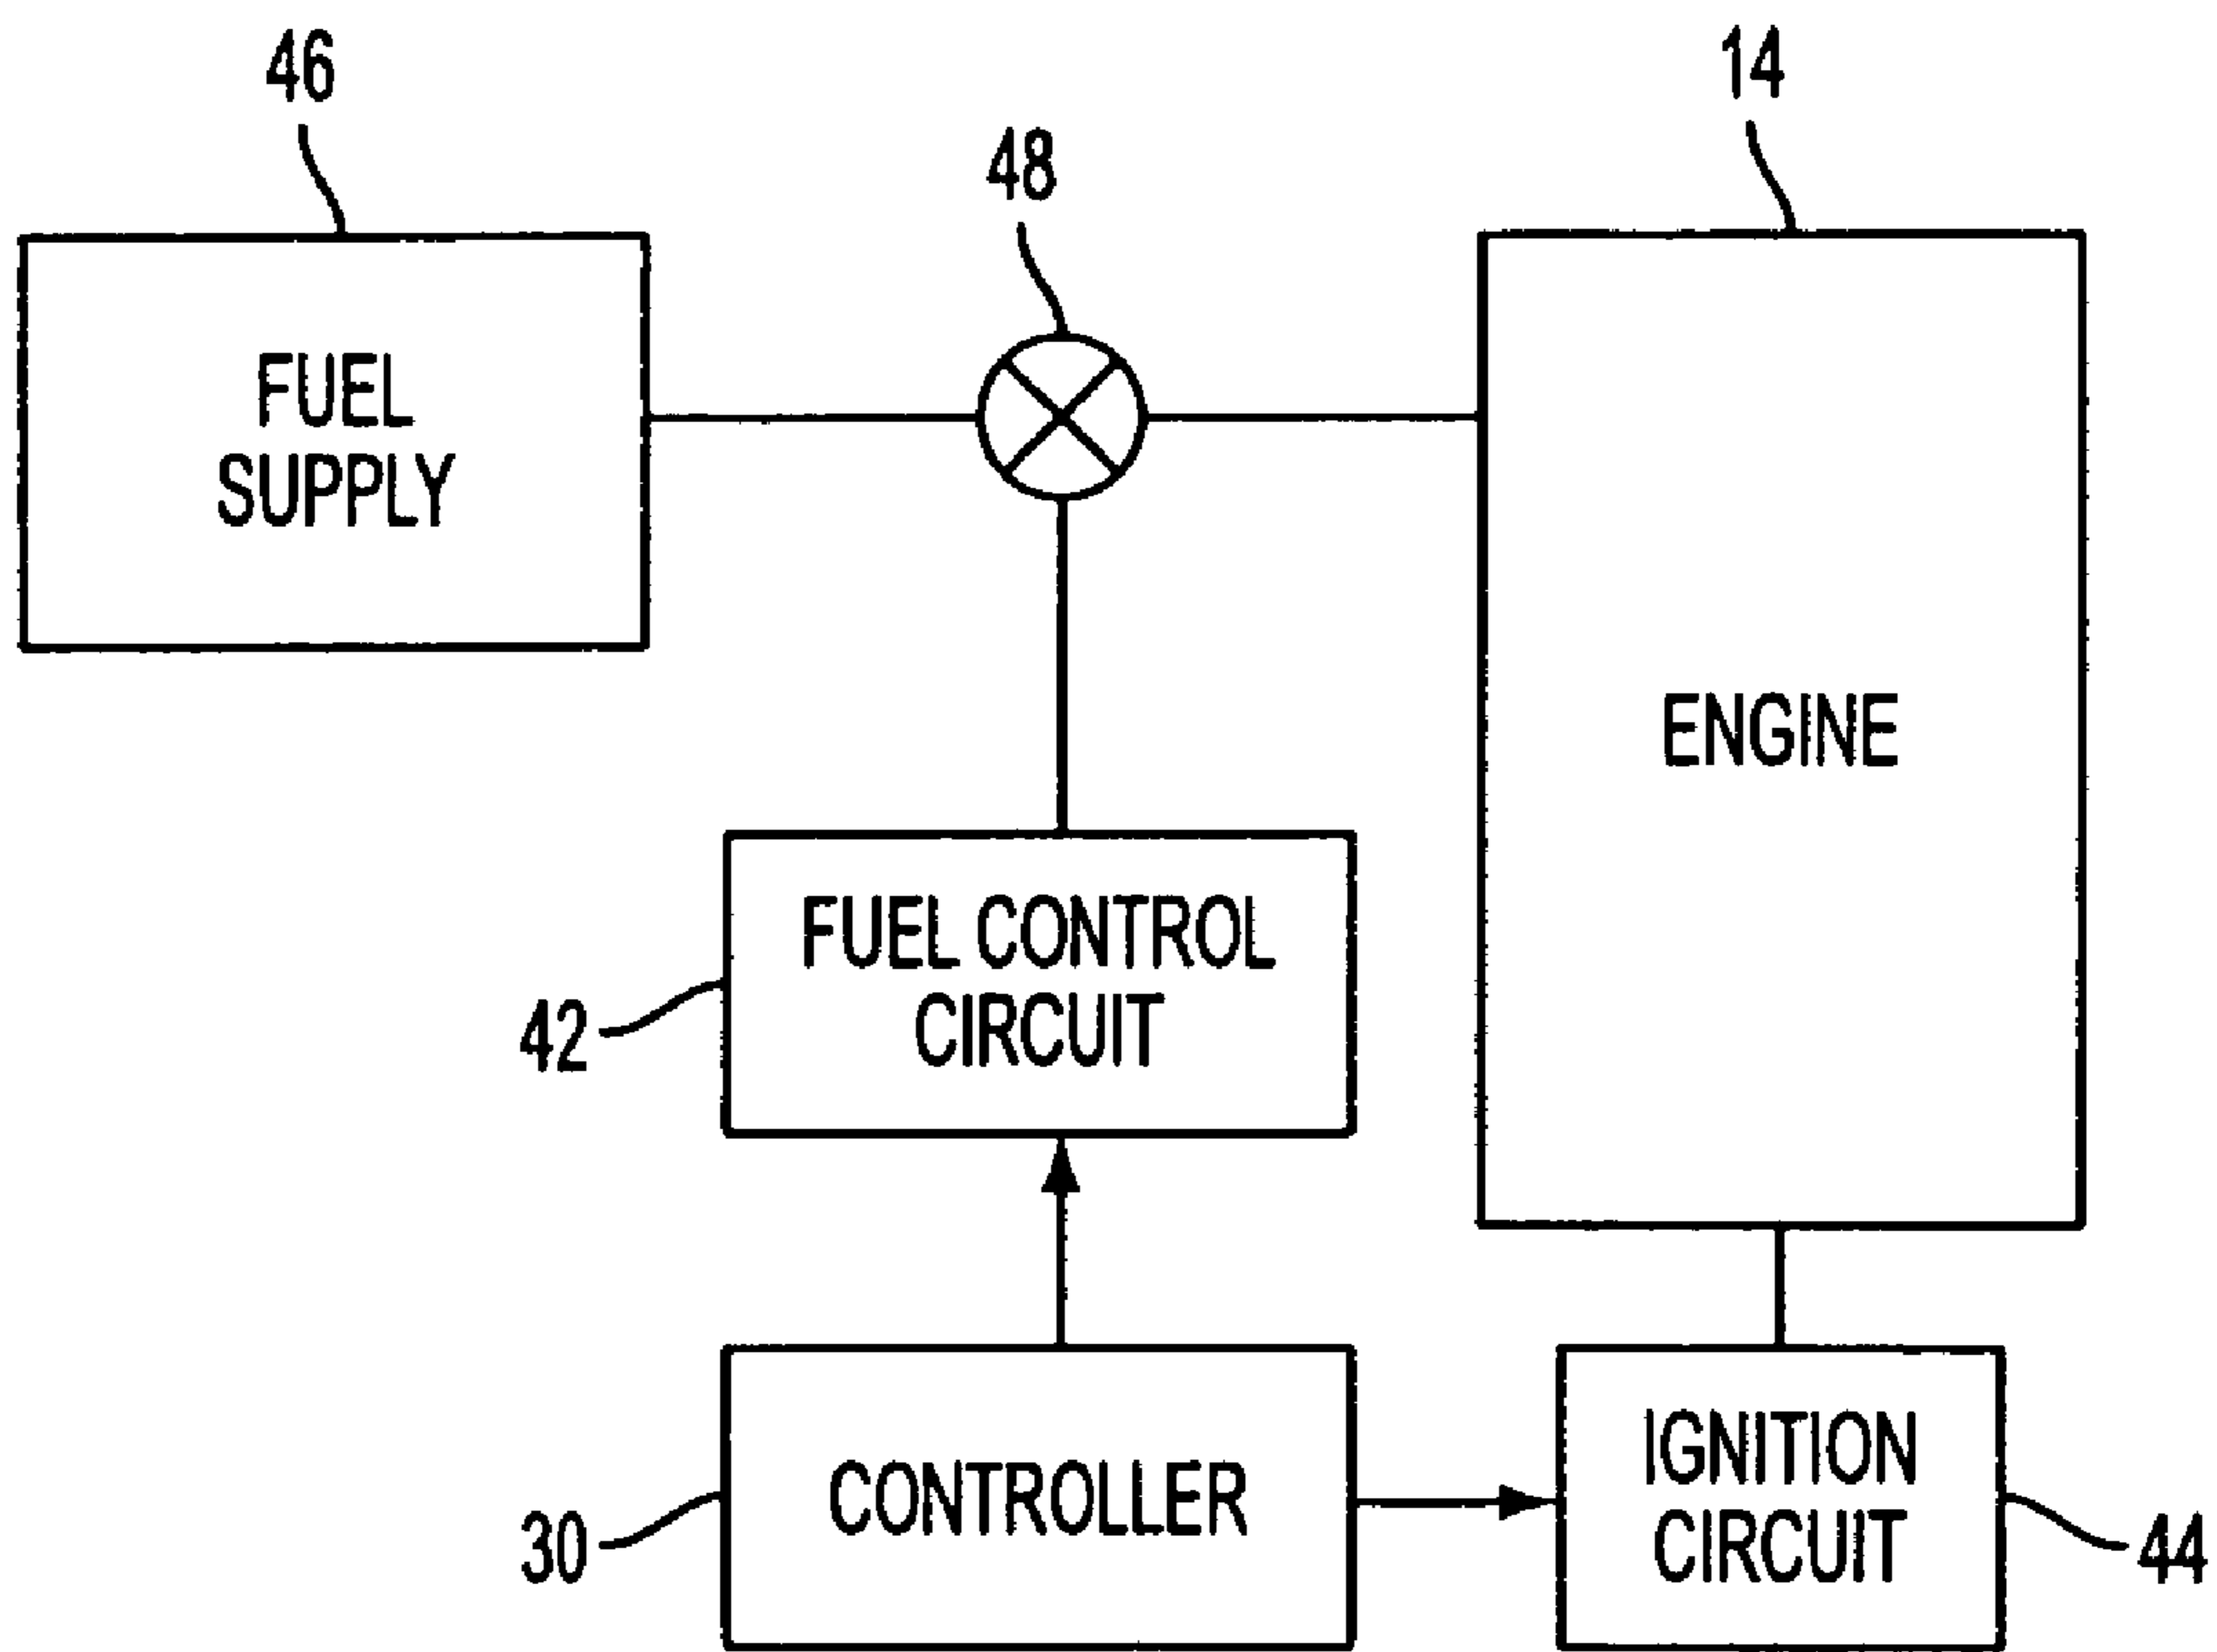 46
14
48
FUEL
SUPPLY
ENGINE
FUEL CONTROL
CIRCUIT
42
CONTROLLER
30
IGNITION
CIRCUIT
44